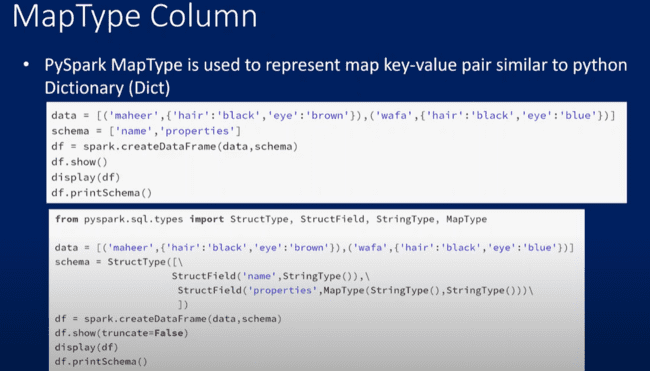 MapType Column
• PySpark MapType is used to represent map key-value pair similar to python
Dictionary (Dict)
data = [('maheer',{'hair':'black','eye':'brown'}),('wafa',{'hair':'black','eye':'blue'})]
schema = ['name','properties']
df = spark.createDataFrame(data,schema)
df.show()
display(df)
df.printSchema()
from pyspark.sql.types import StructType, StructField, StringType, MapType
data = [('maheer',{'hair':'black','eye':'brown'}),('wafa',{'hair':'black','eye':'blue'})]
schema = StructType([\
StructField('name',StringType()),\
StructField('properties',MapType(StringType(),StringType()))\
])
df = spark.createDataFrame(data,schema)
df.show(truncate=False)
display(df)
df.printSchema()